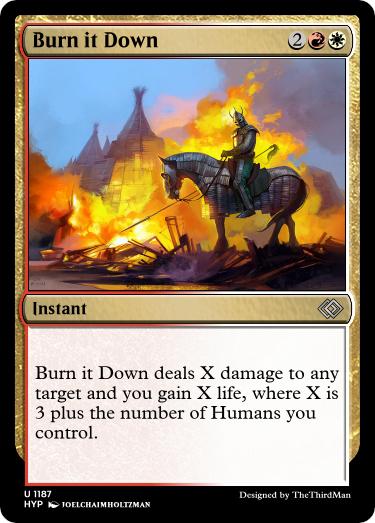 Burn it Down 2
Instant
Burn it Down deals X damage to any
target and you gain X life, where X is
3 plus the number of Humans you
control.
U 1187
HYP JOELCHAIMHOLTZMAN
Designed by TheThirdMan